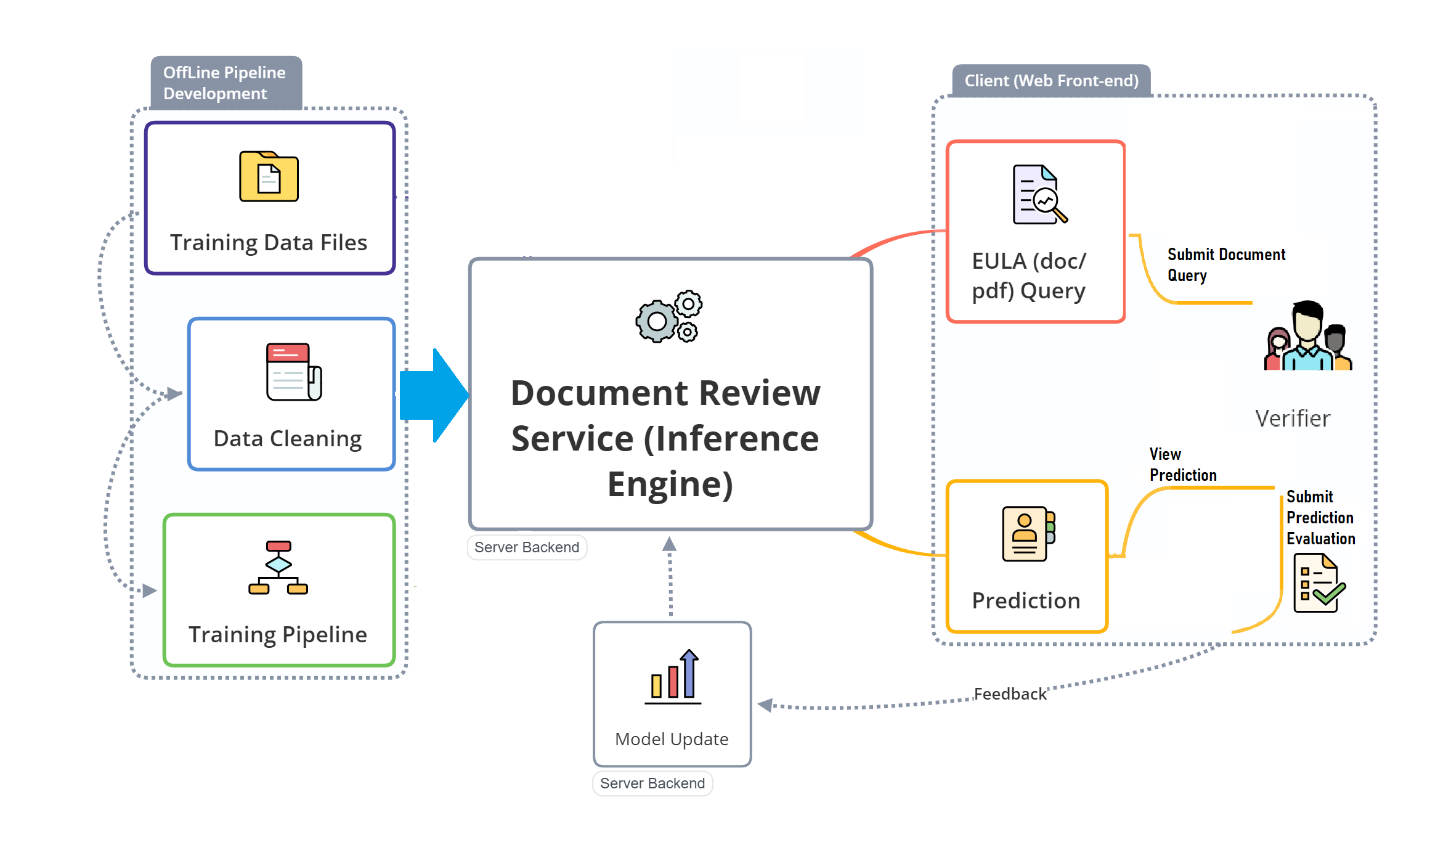 OffLine Pipeline
Development
Training Data Files
Data Cleaning
Training Pipeline
Document Review
Service (Inference
Engine)
Server Backend
Model Update
Server Backend
Feedback
Client (Web Front-end)
EULA (doc/
pdf) Query
Submit Document
Query
Verifier
View
Prediction
Submit
Prediction
Evaluation
Prediction